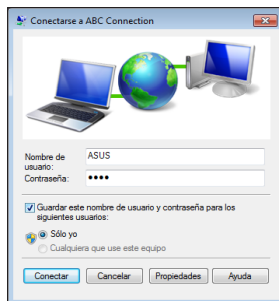 Conectarse a ABC Connection
Nombre de
usuario:
ASUS
Contraseña:
••••
Guardar este nombre de usuario y contraseña para los
siguientes usuarios:
Sólo yo
Cualquiera que use este equipo
Conectar Cancelar Propiedades Ayuda